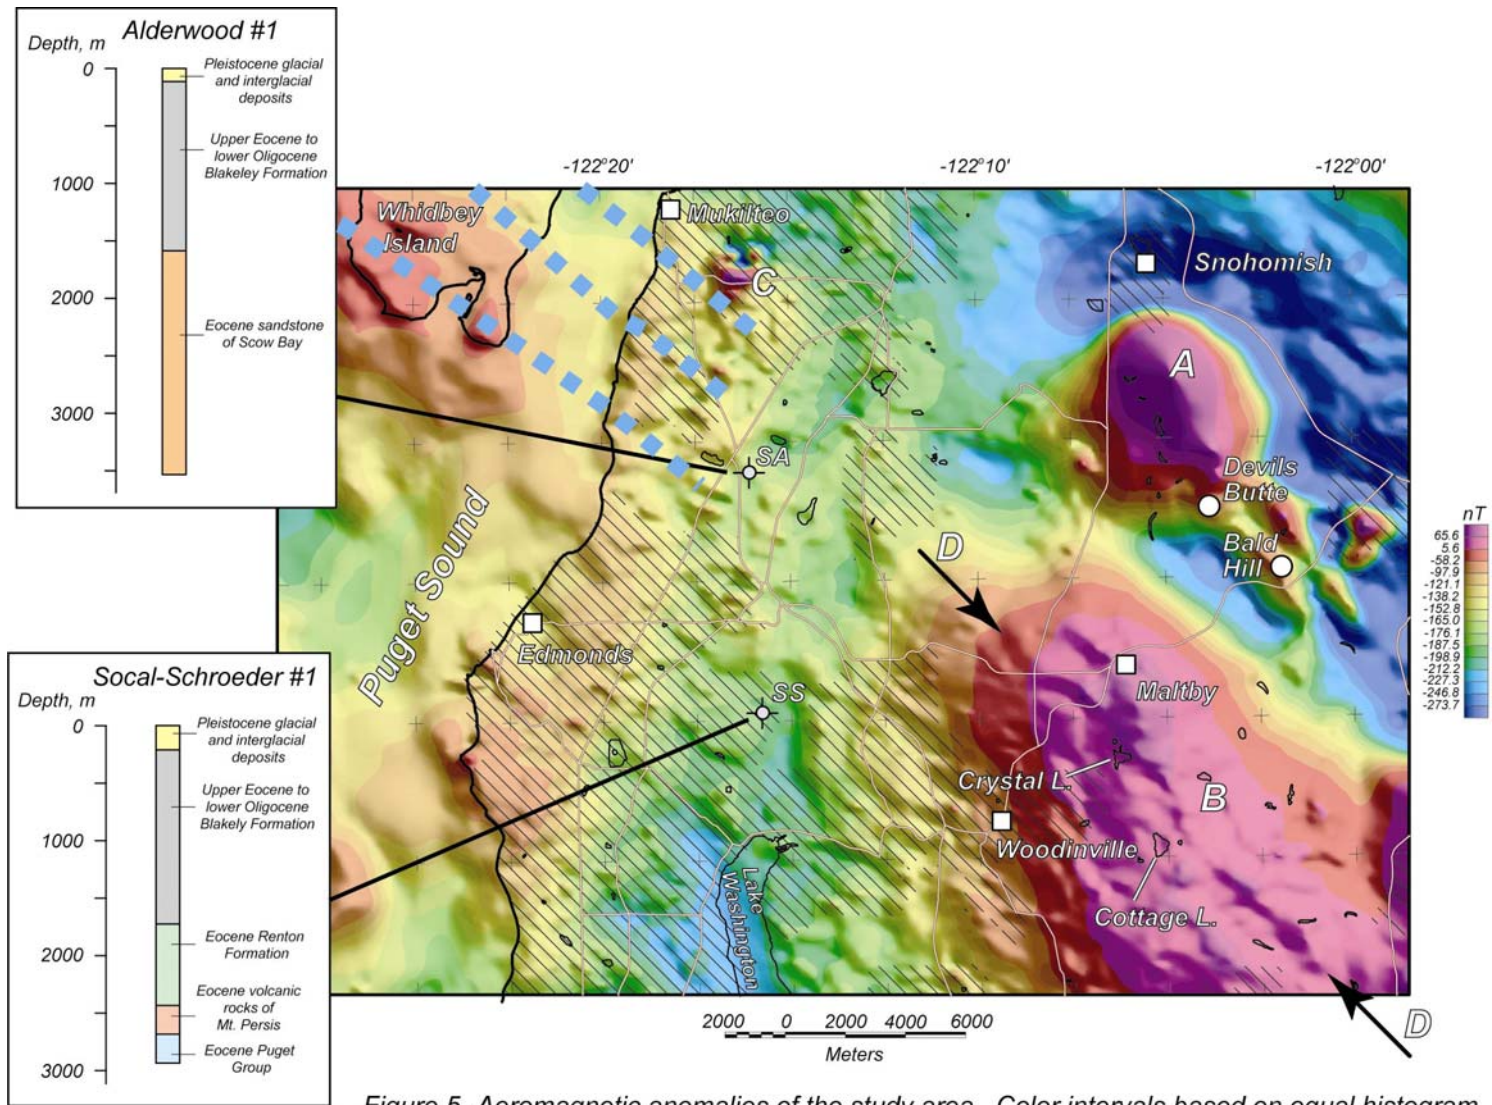 Alderwood #1
Depth, m
0
1000
2000
3000
Pleistocene glacial
and interglacial
deposits
Upper Eocene to
lower Oligocene
Blakeley Formation
Eocene sandstone
of Scow Bay
Socal-Schroeder #1
Depth, m
0
1000
2000
3000
Pleistocene glacial
and interglacial
deposits
Upper Eocene to
lower Oligocene
Blakely Formation
Eocene Renton
Formation
Eocene volcanic
rocks of
Mt. Persis
Eocene Puget
Group
-122°20'
-122°10'
-122°00'
Whidbey
Island
Mukilteo
C
Snohomish
A
SA
Devils
Butte
Bald
Hill
D
Puget Sound
Edmonds
SS
Maltby
Crystal L.
B
Woodinville
Cottage L.
Lake
Washington
D
nT
65.6
5.6
-58.2
-97.9
-121.1
-138.2
-152.8
-165.0
-176.1
-187.5
-198.9
-212.2
-227.3
-246.8
-273.7
2000 0 2000 4000 6000
Meters
Figure 5. Aeromagnetic anomalies of the study area. Color intervals based on equal histogram